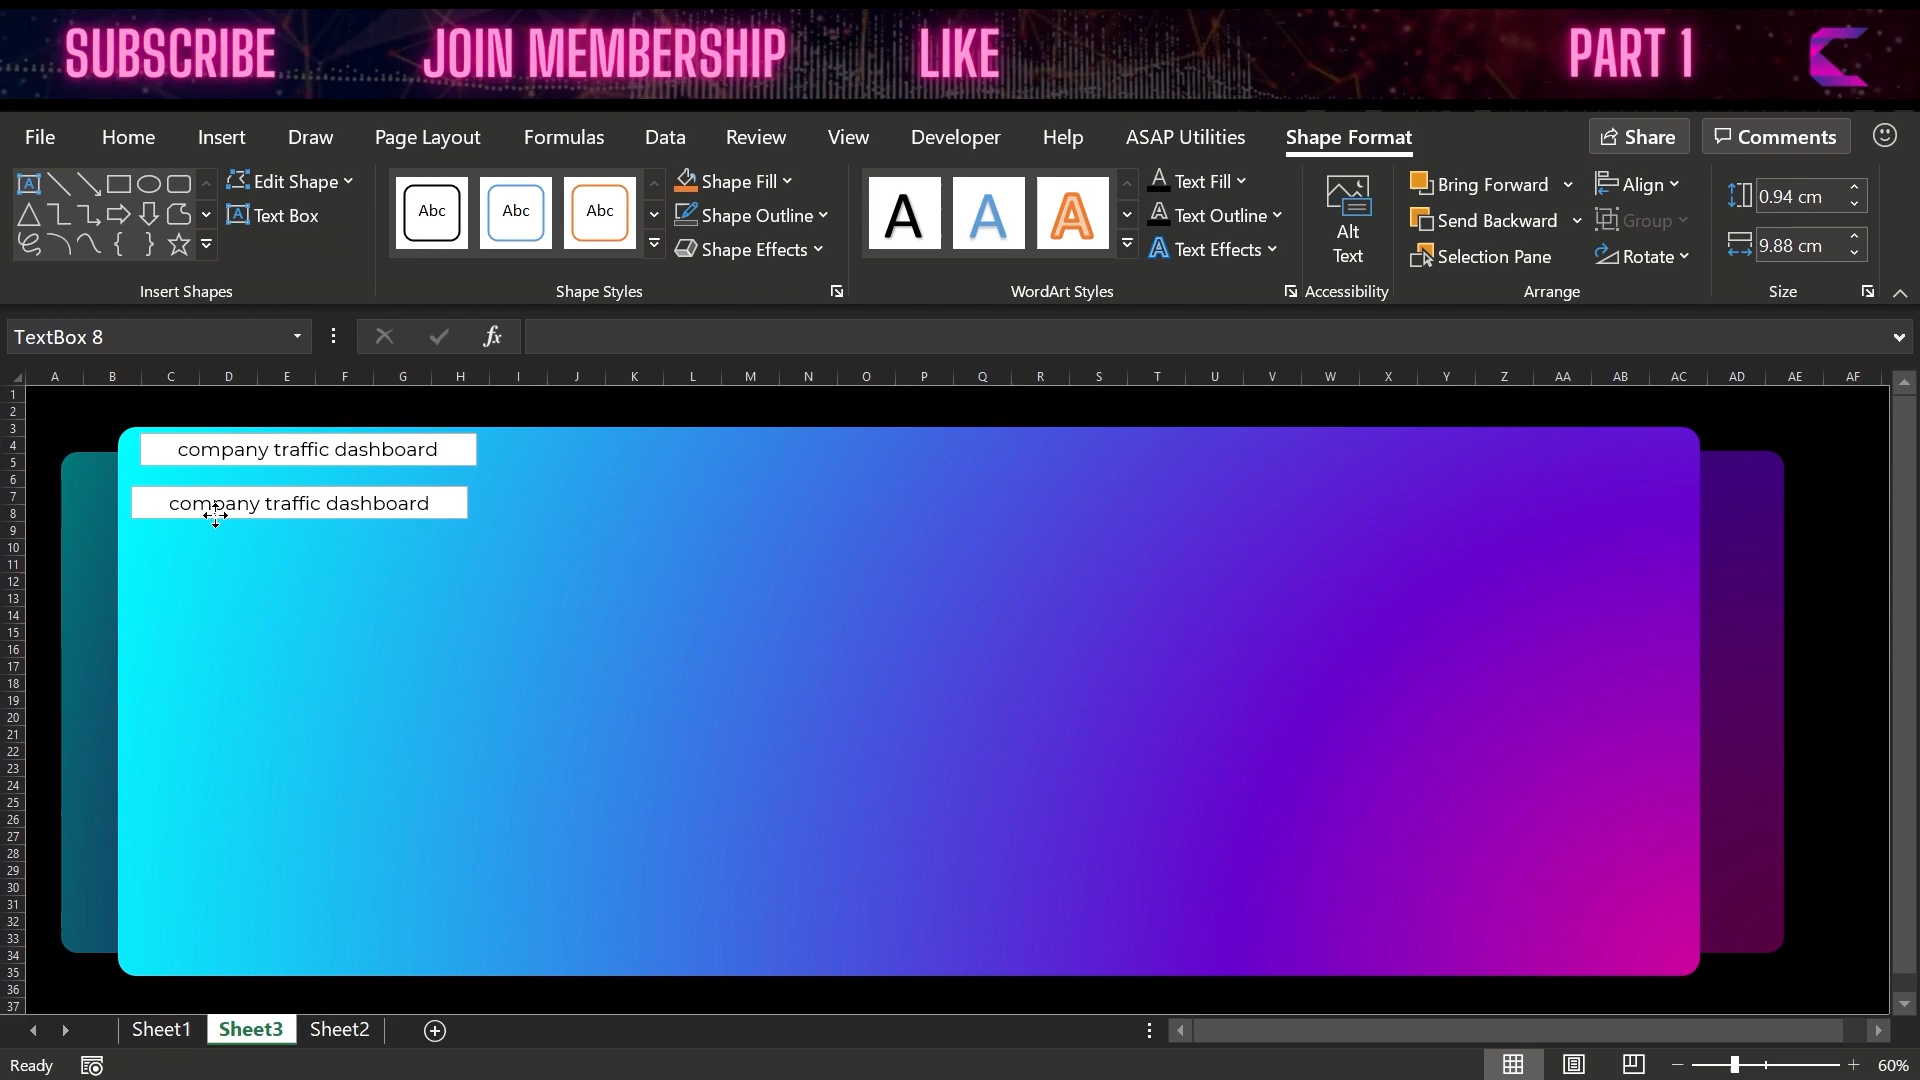 SUBSCRIBE JOIN MEMBERSHIP LIKE PART 1
File Home Insert Draw Page Layout Formulas Data Review View Developer Help ASAP Utilities Shape Format Share Comments
Edit Shape
Text Box
Insert Shapes
Abc Abc Abc
Shape Fill
Shape Outline
Shape Effects
Shape Styles
A A A
Text Fill
Text Outline
Text Effects
WordArt Styles
Alt
Text
Accessibility
Bring Forward
Send Backward
Selection Pane
Align
Group
Rotate
Arrange
0.94 cm
9.88 cm
Size
TextBox 8
fx
A B C D E F G H I J K L M N O P Q R S T U V W X Y Z AA AB AC AD AE AF
1
2
3
4
5
6
7
8
9
10
11
12
13
14
15
16
17
18
19
20
21
22
23
24
25
26
27
28
29
30
31
32
33
34
35
36
37
company traffic dashboard
company traffic dashboard
Sheet1 Sheet3 Sheet2
Ready
60%